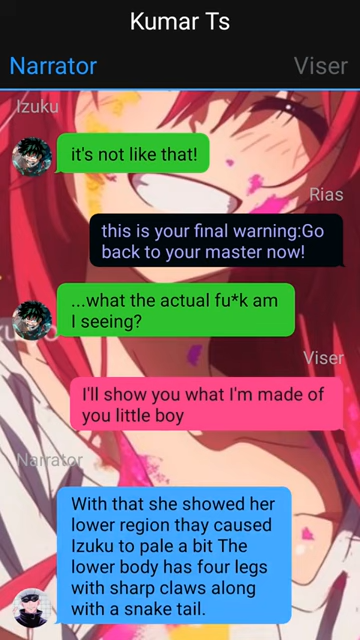 Kumar Ts
Narrator
Viser
Izuku
it's not like that!
Rias
this is your final warning:Go
back to your master now!
...what the actual fu*k am
I seeing?
Viser
I'll show you what I'm made of
you little boy
Narrator
With that she showed her
lower region thay caused
Izuku to pale a bit The
lower body has four legs
with sharp claws along
with a snake tail.